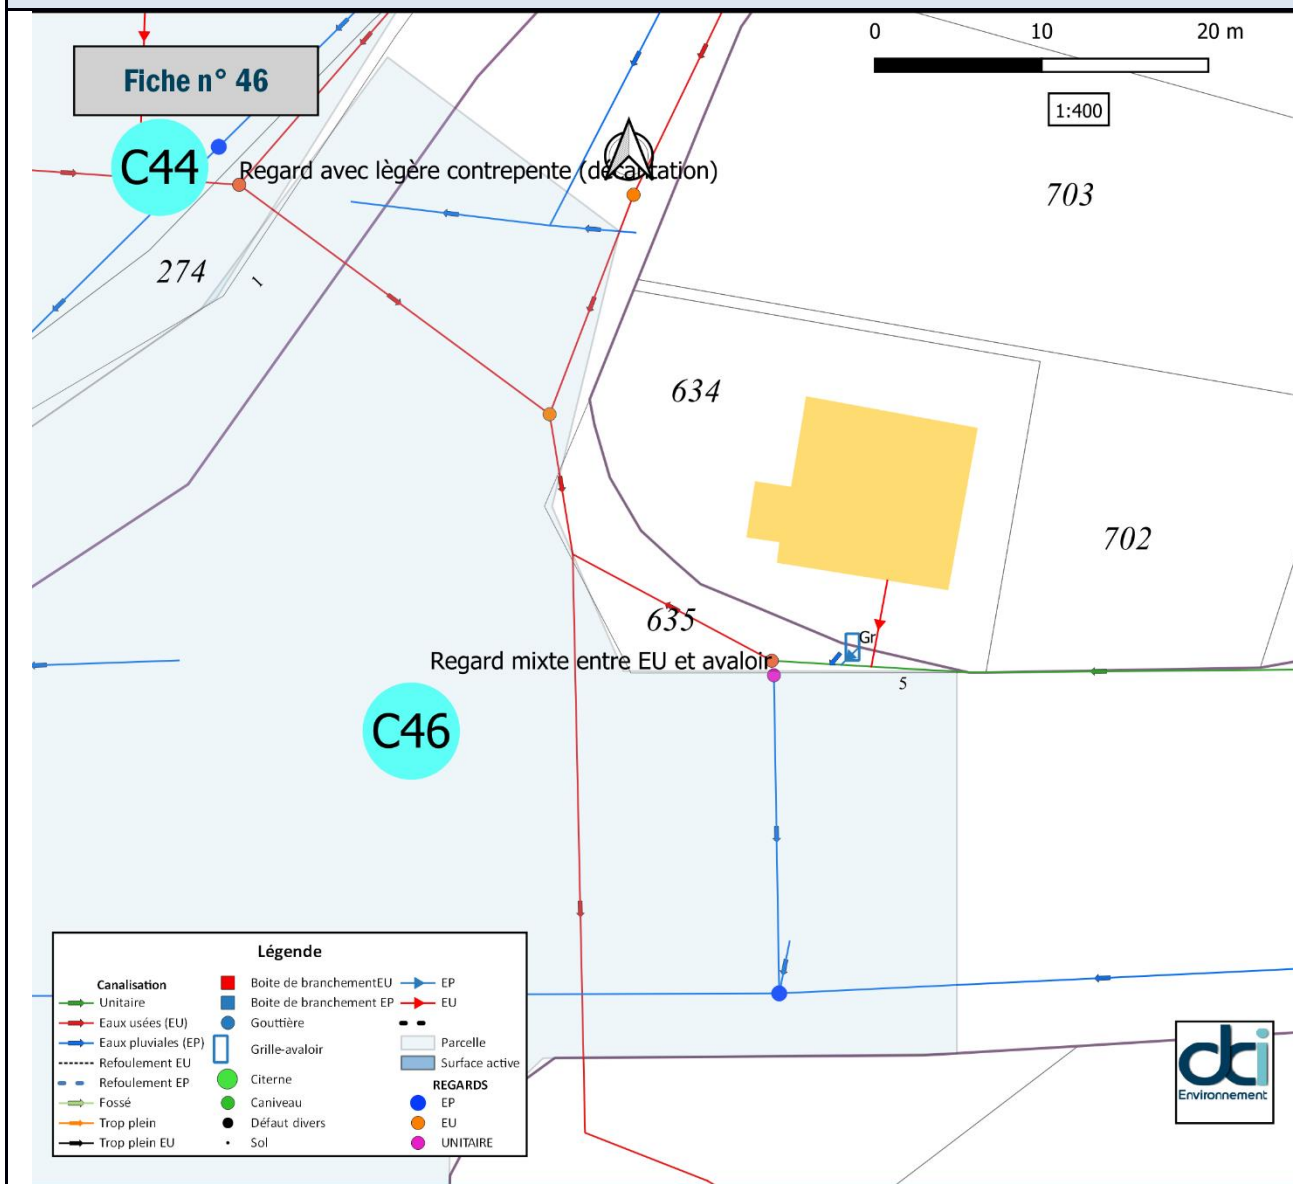 0 10 20 m
Fiche n° 46
1:400
C44
Regard avec lègère contrepente (décantation)
703
274
1
634
702
635
Gr
Regard mixte entre EU et avaloir
5
C46
Légende
Canalisation
Unitaire
Eaux usées (EU)
Eaux pluviales (EP)
Refoulement EU
Refoulement EP
Fossé
Trop plein
Trop plein EU
Boite de branchementEU
Boite de branchement EP
Gouttière
Grille-avaloir
Citerne
Caniveau
Défaut divers
Sol
EP
EU
Parcelle
Surface active
REGARDS
EP
EU
UNITAIRE
dci
Environnement